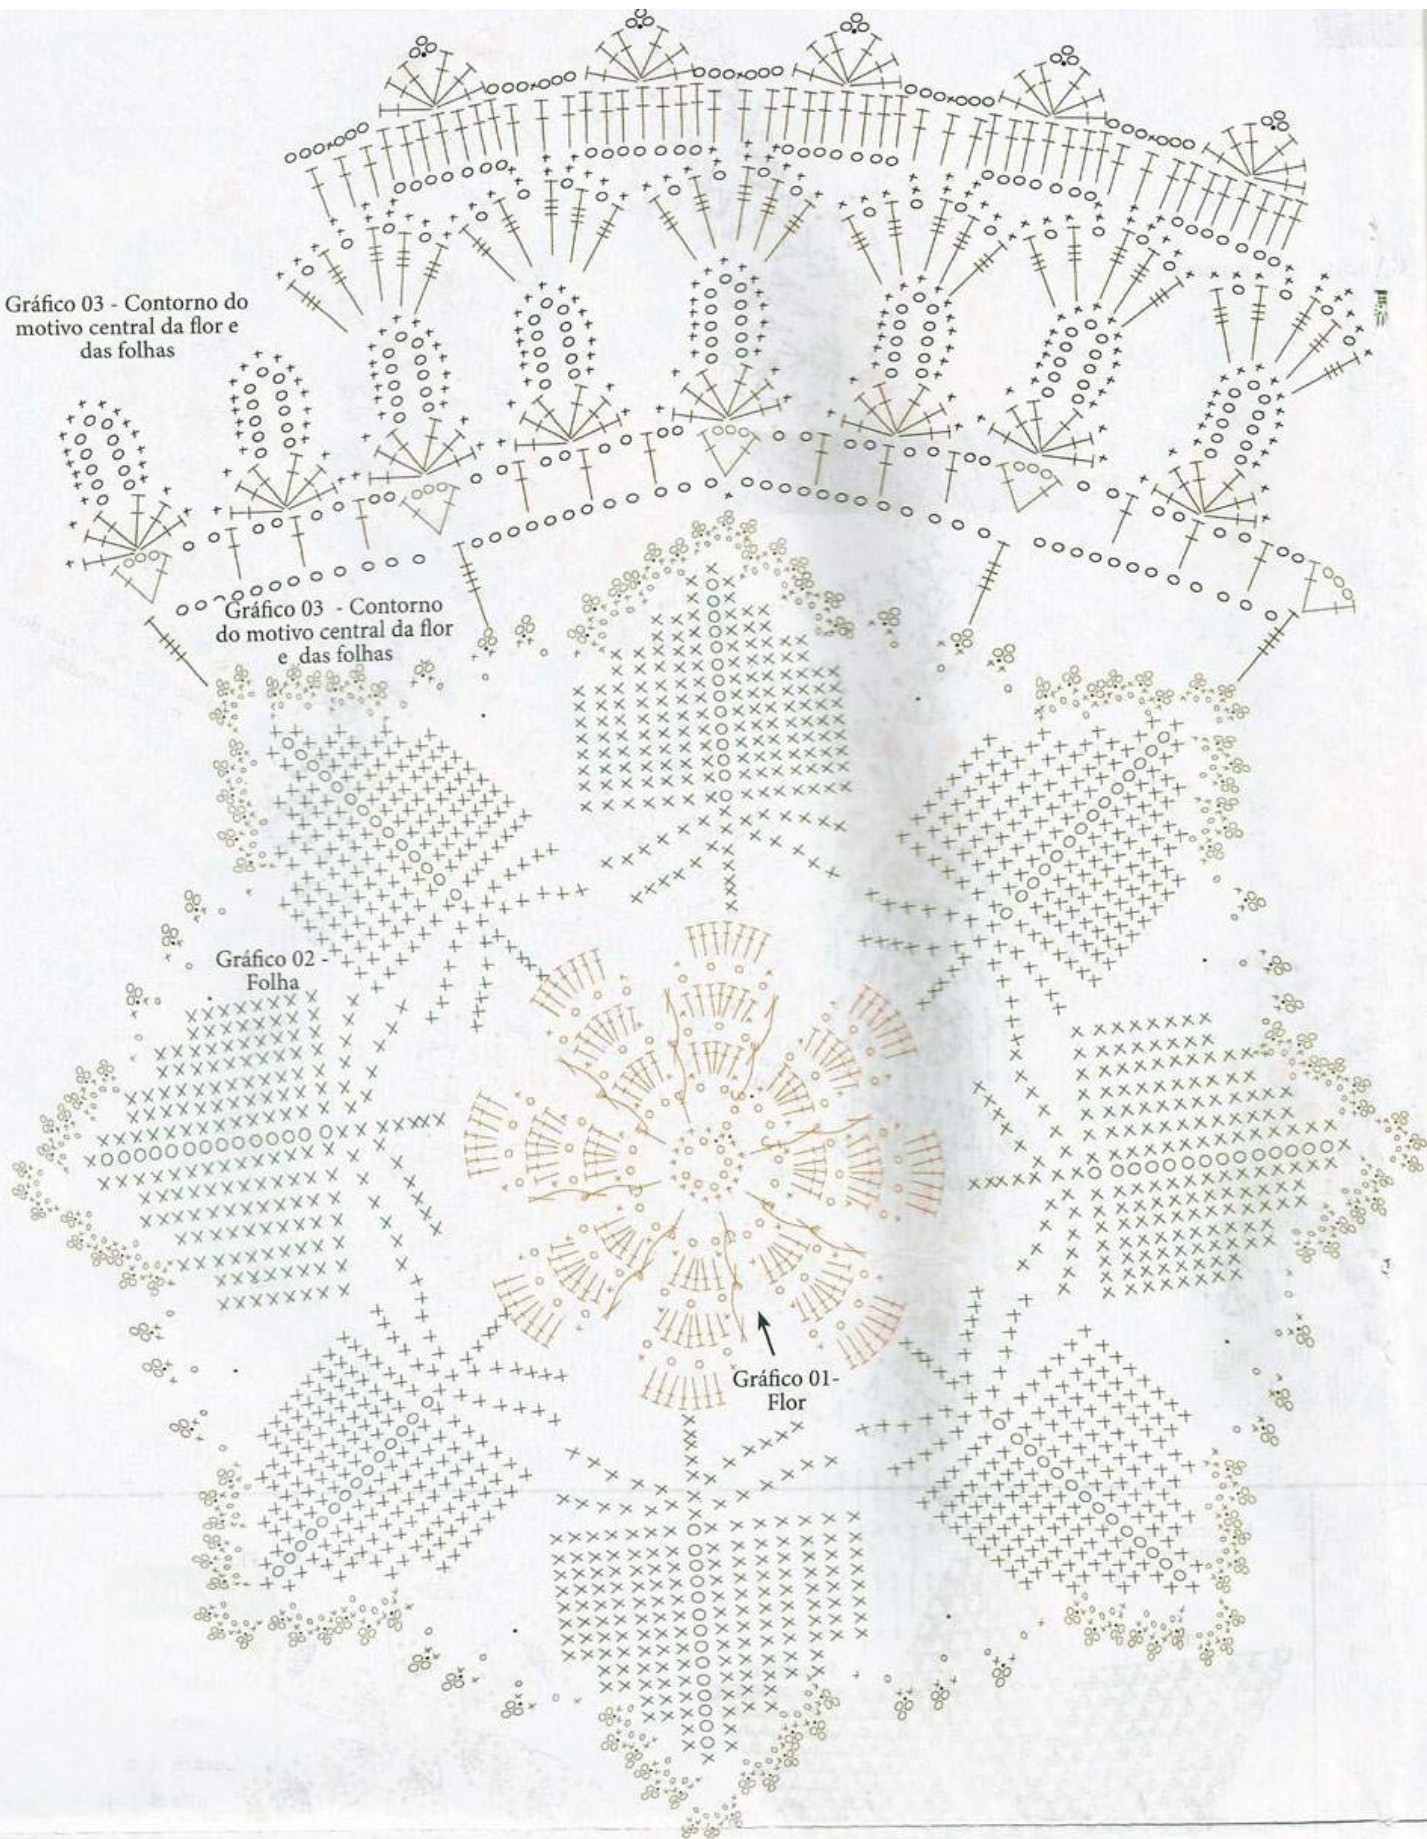 Gráfico 03 - Contorno do
motivo central da flor e
das folhas
Gráfico 03 - Contorno
do motivo central da flor
e das folhas
Gráfico 02 -
Folha
Gráfico 01-
Flor